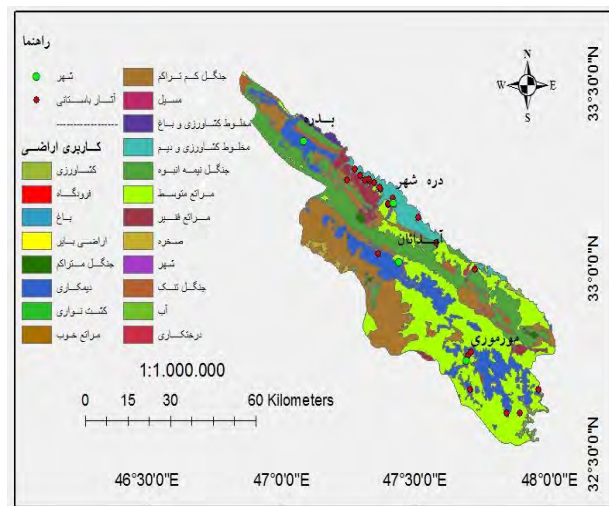 راهنما
شهر
آثار باستانی
کاربری اراضی
کشاورزی
فرودگاه
باغ
اراضی بایر
جنگل متراکم
دیمکاری
کشت نواری
مراتع خوب
جنگل کم تراکم
مسیل
مخلوط کشاورزی و باغ
مخلوط کشاورزی و دیم
جنگل نیمه انبوه
مراتع متوسط
مراتع فقیر
صخره
شهر
جنگل تنک
آب
درختکاری
بدره
دره شهر
آبدانان
مورموری
N
W E
S
33°30'0"N
33°0'0"N
32°30'0"N
1:1.000.000
0 15 30 60 Kilometers
46°30'0"E 47°0'0"E 47°30'0"E 48°0'0"E